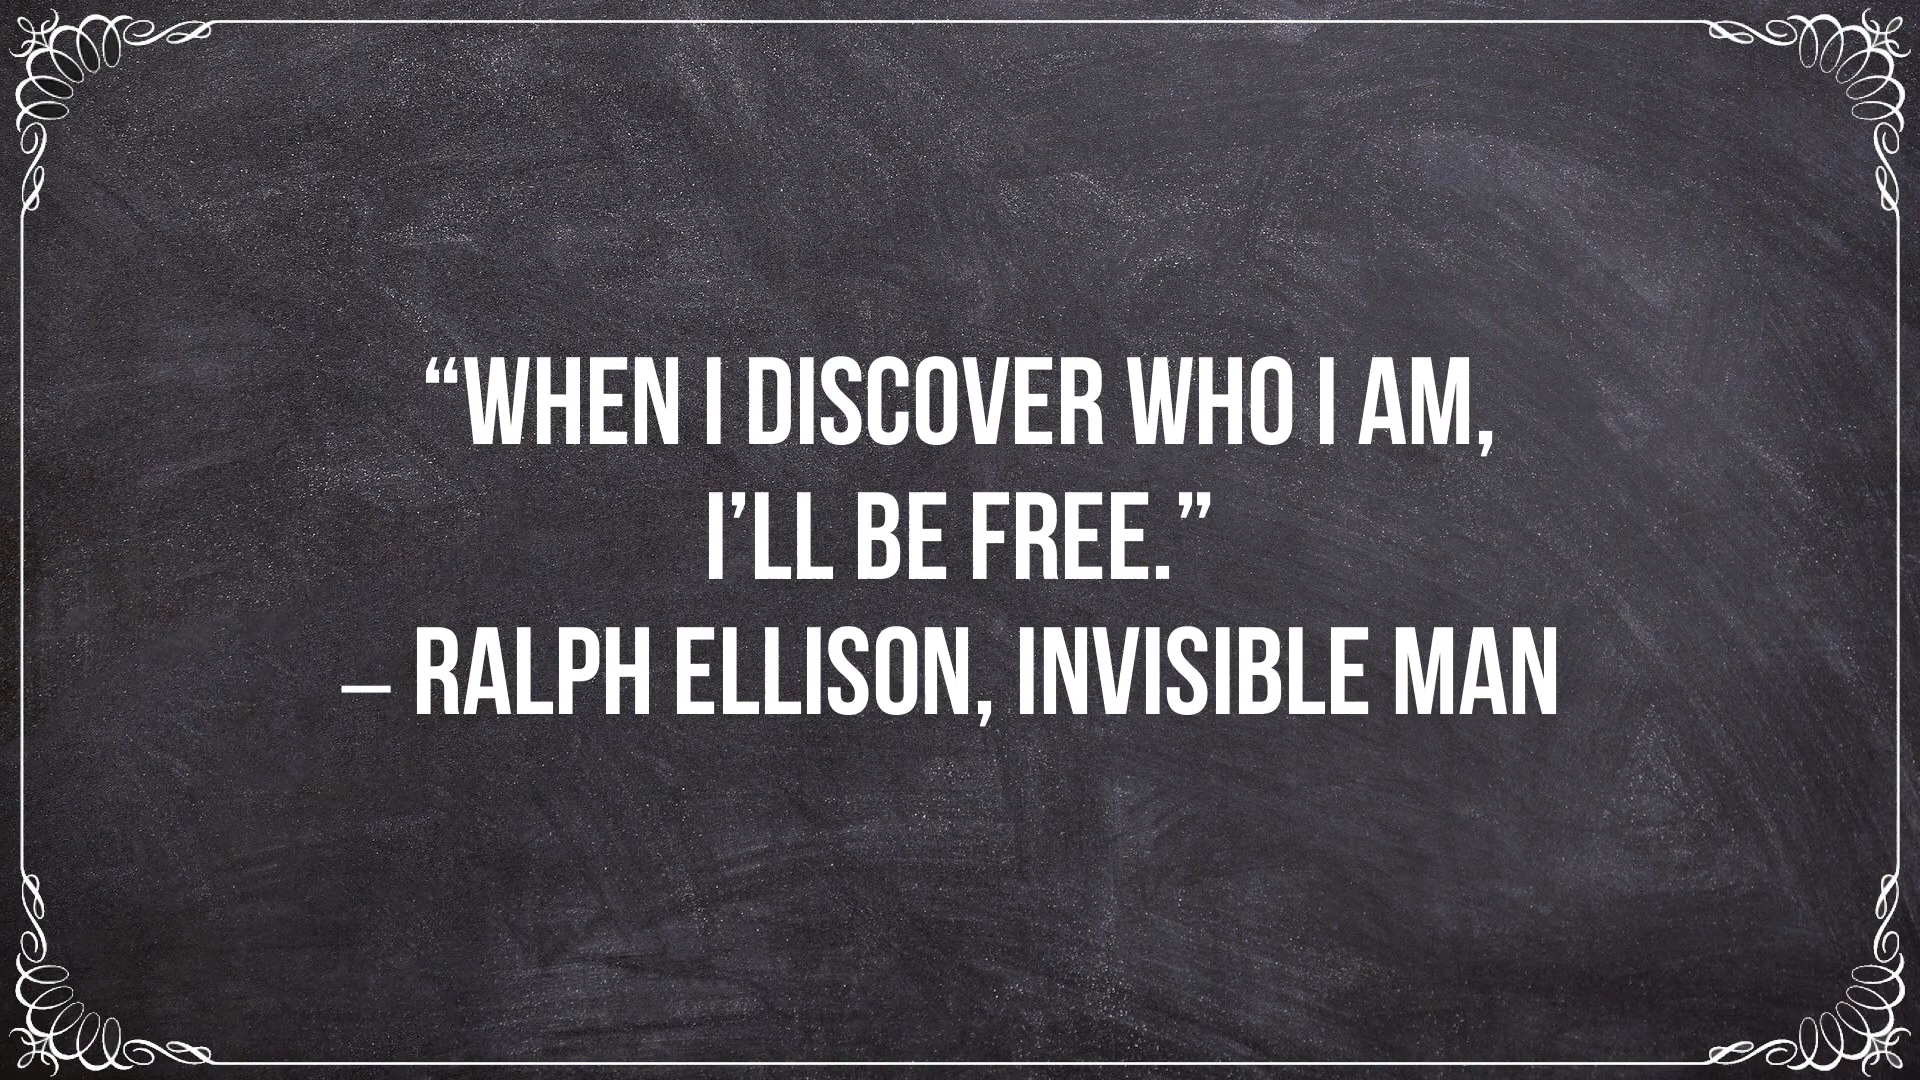 “WHEN I DISCOVER WHO I AM,
I’LL BE FREE.”
_ RALPH ELLISON, INVISIBLE MAN